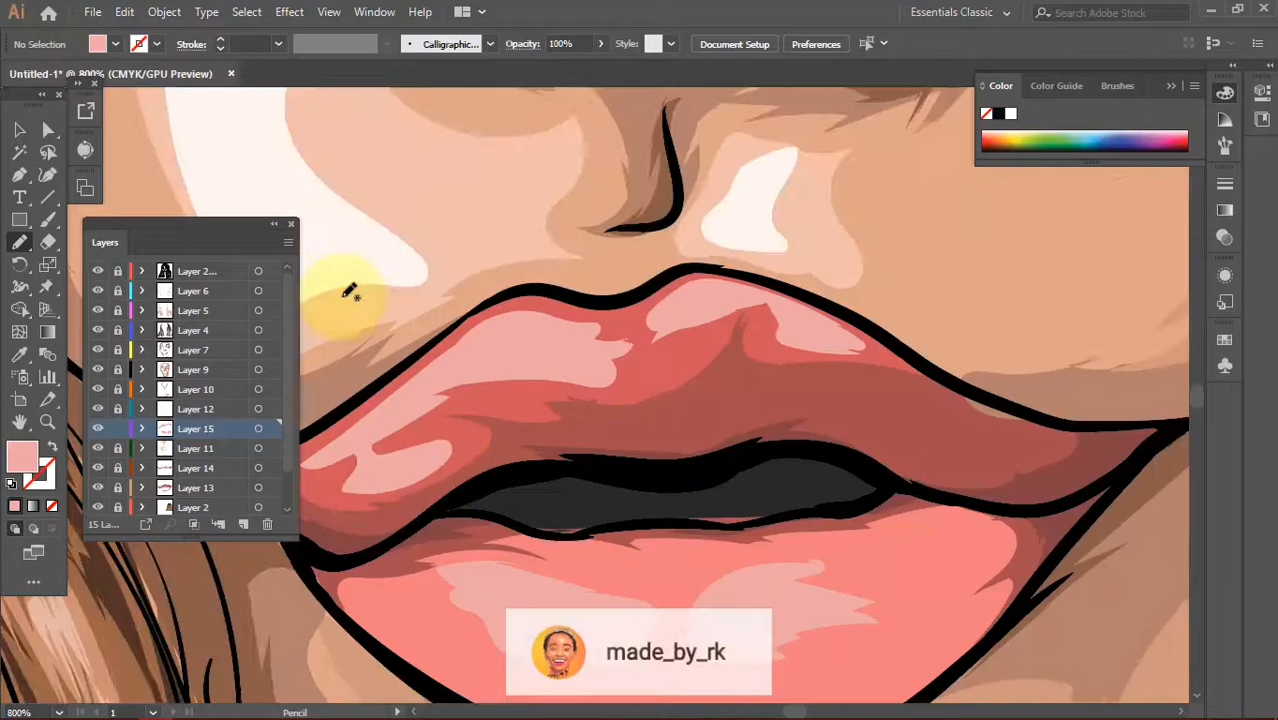 Ai File Edit Object Type Select Effect View Window Help Essentials Classic Search Adobe Stock
No Selection Stroke: Calligraphic... Opacity: 100% Style: Document Setup Preferences
Untitled-1* @ 800% (CMYK/GPU Preview)
Color Color Guide Brushes
Layers
Layer 2...
Layer 6
Layer 5
Layer 4
Layer 7
Layer 9
Layer 10
Layer 12
Layer 15
Layer 11
Layer 14
Layer 13
Layer 2
15 La...
made_by_rk
800% 1 Pencil